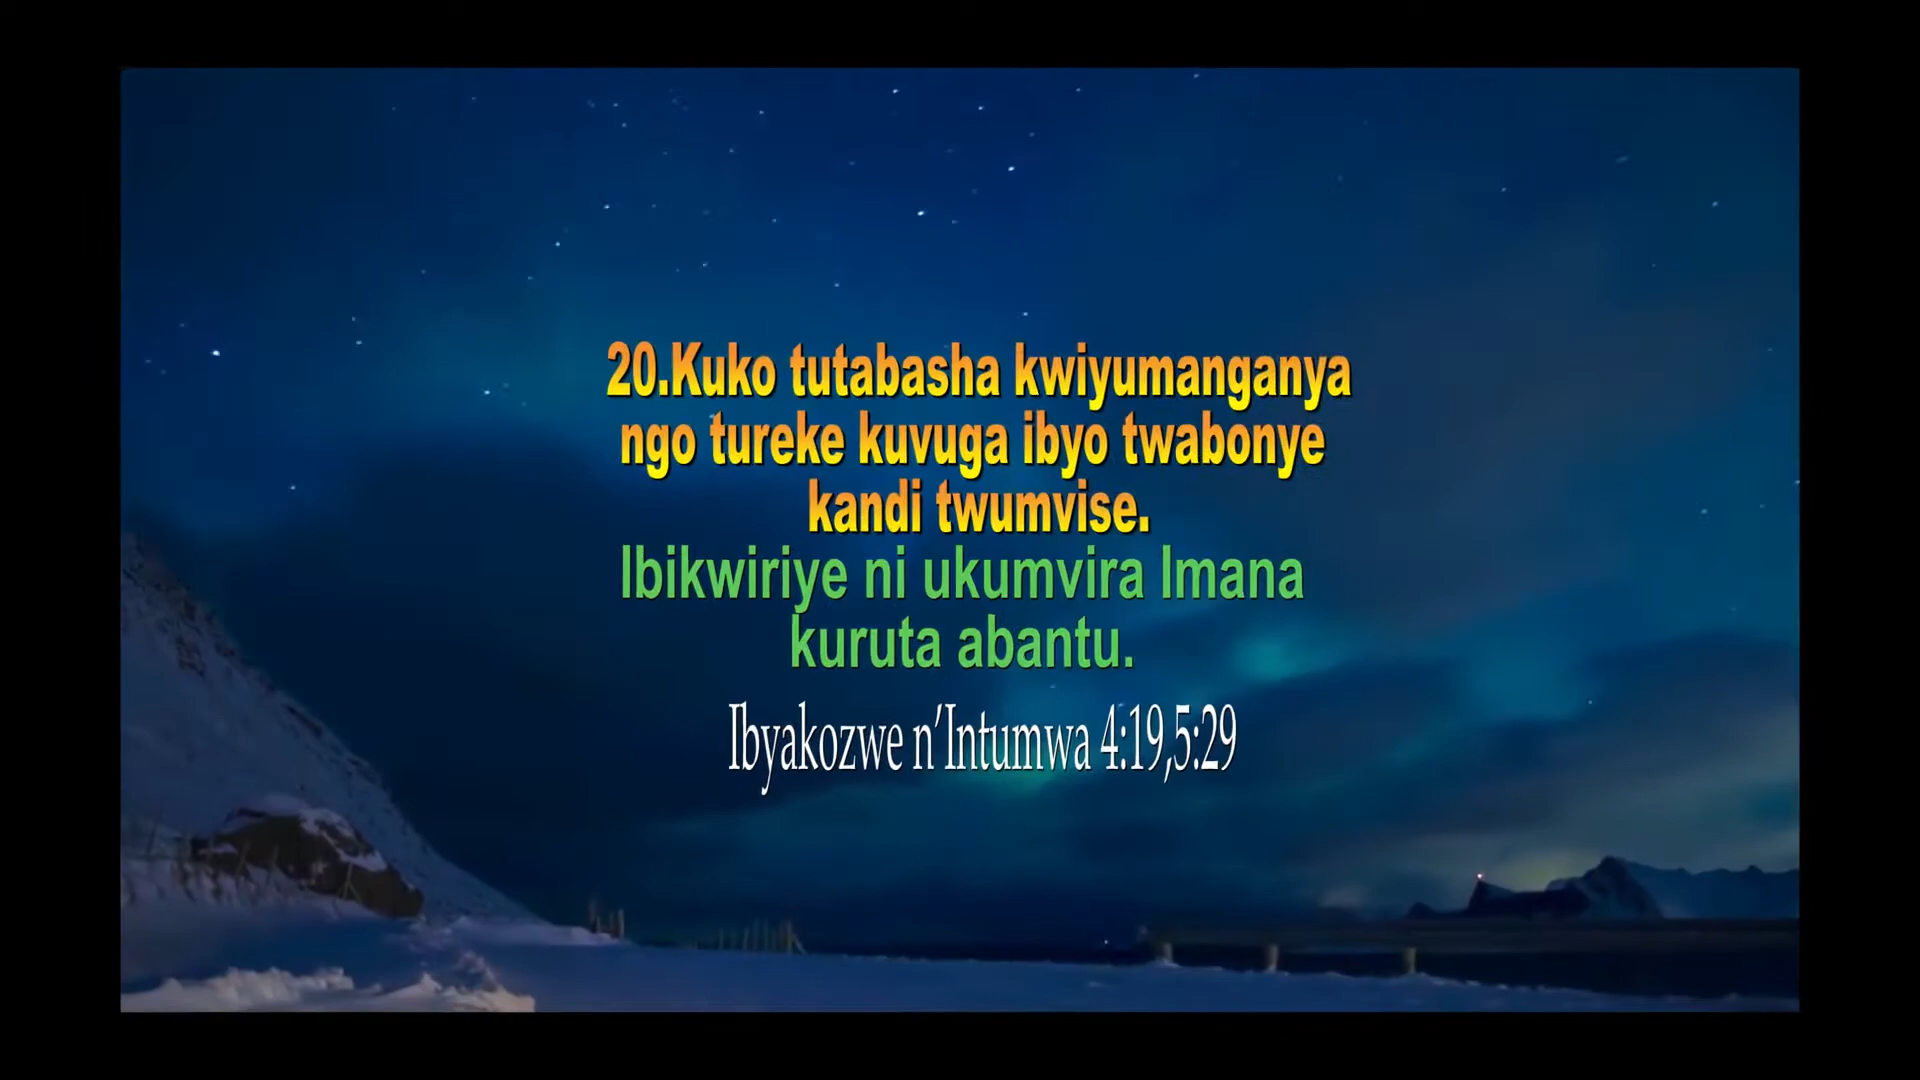 20.Kuko tutabasha kwiyumanganya
ngo tureke kuvuga ibyo twabonye
kandi twumvise.
Ibikwiriye ni ukumvira Imana
kuruta abantu.
Ibyakozwe n’Intumwa 4:19,5:29